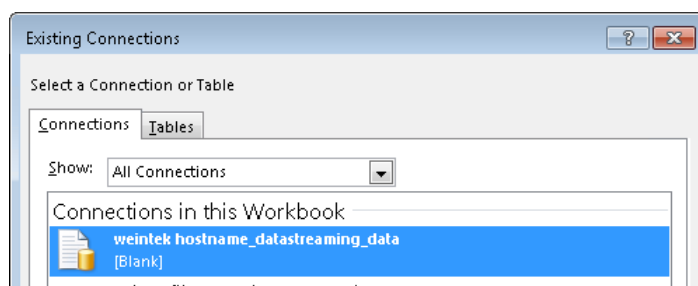 Existing Connections
Select a Connection or Table
Connections Tables
Show: All Connections
Connections in this Workbook
weintek hostname_datastreaming_data
[Blank]